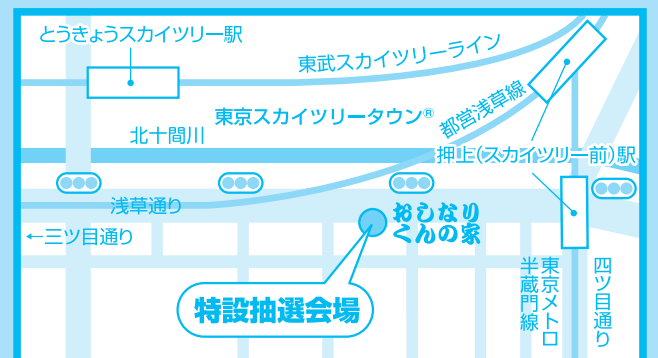 とうきょうスカイツリー駅
東武スカイツリーライン
東京スカイツリータウン®
都営浅草線
北十間川
押上(スカイツリー前)駅
浅草通り
おしなり
くんの家
←三ツ目通り
特設抽選会場
四ツ目通り
東京メトロ
半蔵門線